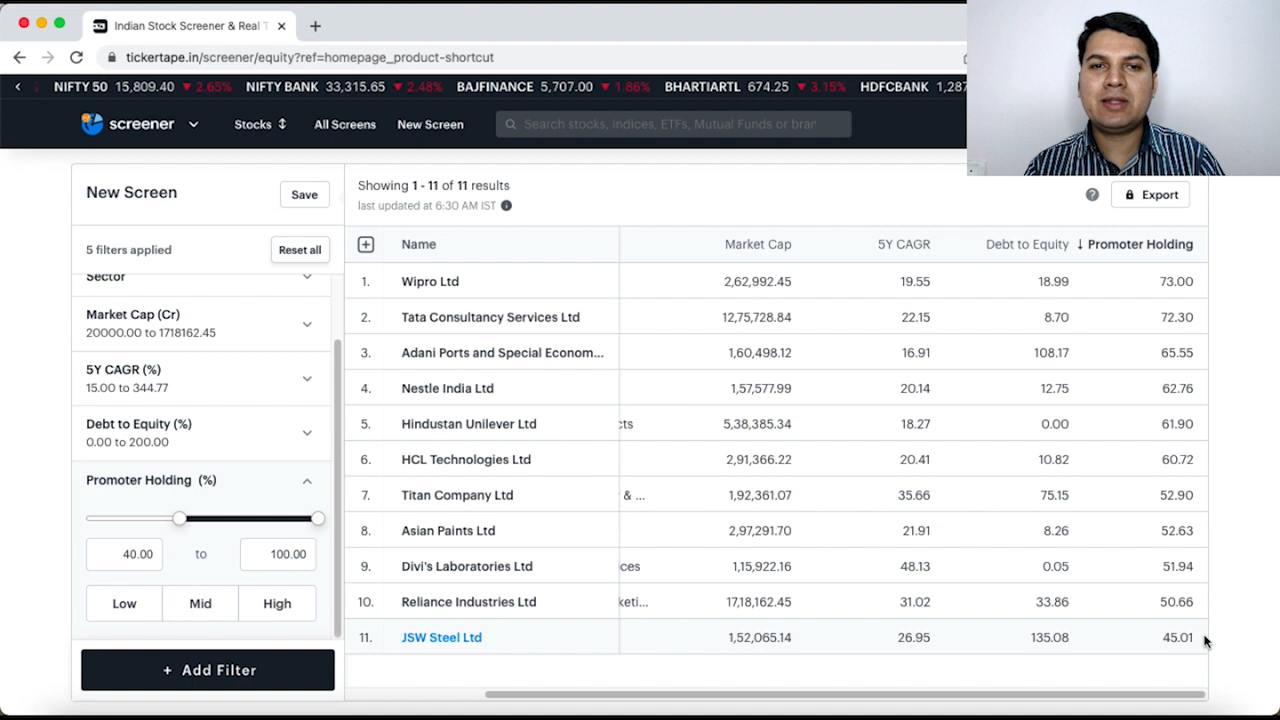 Indian Stock Screener & Real T
tickertape.in/screener/equity?ref=homepage_product-shortcut
NIFTY 50 15,809.40 ▼ 2.65% NIFTY BANK 33,315.65 ▼ 2.48% BAJFINANCE 5,707.00 ▼ 1.86% BHARTIARTL 674.25 ▼ 3.15% HDFCBANK 1,287
screener Stocks All Screens New Screen Search stocks, indices, ETFs, Mutual Funds or bran
New Screen Save
5 filters applied Reset all
Sector
Market Cap (Cr)
20000.00 to 1718162.45
5Y CAGR (%)
15.00 to 344.77
Debt to Equity (%)
0.00 to 200.00
Promoter Holding (%)
40.00 to 100.00
Low Mid High
+ Add Filter
Showing 1 - 11 of 11 results
last updated at 6:30 AM IST
Export
Name Market Cap 5Y CAGR Debt to Equity ↓ Promoter Holding
1. Wipro Ltd 2,62,992.45 19.55 18.99 73.00
2. Tata Consultancy Services Ltd 12,75,728.84 22.15 8.70 72.30
3. Adani Ports and Special Econom... 1,60,498.12 16.91 108.17 65.55
4. Nestle India Ltd 1,57,577.99 20.14 12.75 62.76
5. Hindustan Unilever Ltd cts 5,38,385.34 18.27 0.00 61.90
6. HCL Technologies Ltd 2,91,366.22 20.41 10.82 60.72
7. Titan Company Ltd & ... 1,92,361.07 35.66 75.15 52.90
8. Asian Paints Ltd 2,97,291.70 21.91 8.26 52.63
9. Divi's Laboratories Ltd ces 1,15,922.16 48.13 0.05 51.94
10. Reliance Industries Ltd keti... 17,18,162.45 31.02 33.86 50.66
11. JSW Steel Ltd 1,52,065.14 26.95 135.08 45.01